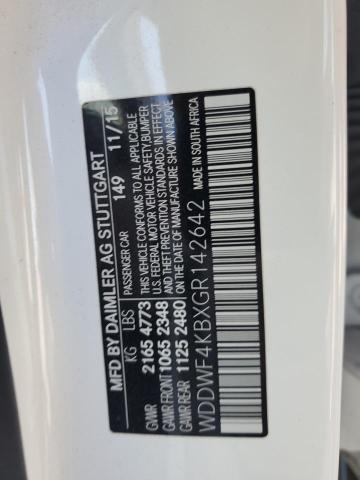 MFD BY DAIMLER AG STUTTGART
PASSENGER CAR 149 11/15
KG LBS
GVWR 2165 4773
GAWR FRONT 1065 2348
GAWR REAR 1125 2480
THIS VEHICLE CONFORMS TO ALL APPLICABLE
U.S. FEDERAL MOTOR VEHICLE SAFETY, BUMPER
AND THEFT PREVENTION STANDARDS IN EFFECT
ON THE DATE OF MANUFACTURE SHOWN ABOVE
WDDWF4KBXGR142642
MADE IN SOUTH AFRICA